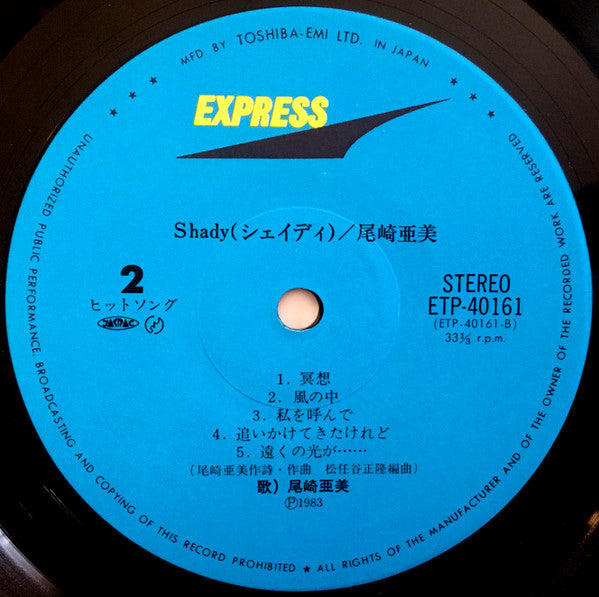 MFD. BY TOSHIBA-EMI LTD. IN JAPAN
EXPRESS
Shady(シェイディ)／尾崎亜美
2
ヒットソング
JASRAC
STEREO
ETP-40161
(ETP-40161-B)
33⅓ r.p.m.
1. 冥想
2. 風の中
3. 私を呼んで
4. 追いかけてきたけれど
5. 遠くの光が……
(尾崎亜美作詩・作曲　松任谷正隆編曲)
歌) 尾崎亜美
Ⓟ1983
★ ★ ★ UNAUTHORIZED PUBLIC PERFORMANCE, BROADCASTING AND COPYING OF THIS RECORD PROHIBITED ★ ALL RIGHTS OF THE MANUFACTURER AND OF THE OWNER OF THE RECORDED WORK ARE RESERVED ★ ★ ★